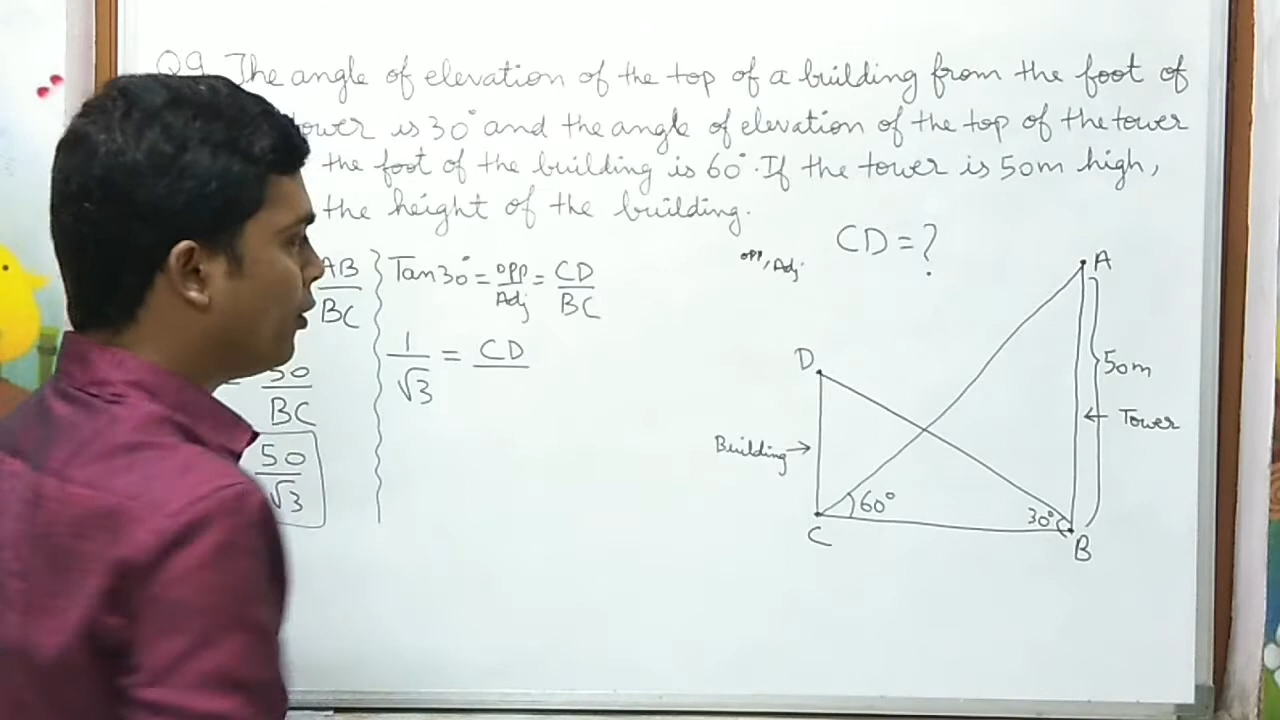 Q9 The angle of elevation of the top of a building from the foot of
tower is 30° and the angle of elevation of the top of the tower
the foot of the building is 60°. If the tower is 50m high,
the height of the building.
CD = ?
AB
BC
50
BC
50
√3
Tan30° = opp/Adj = CD/BC
1/√3 = CD
opp, Adj
A
D
50m
Tower
Building
60°
30°
C
B